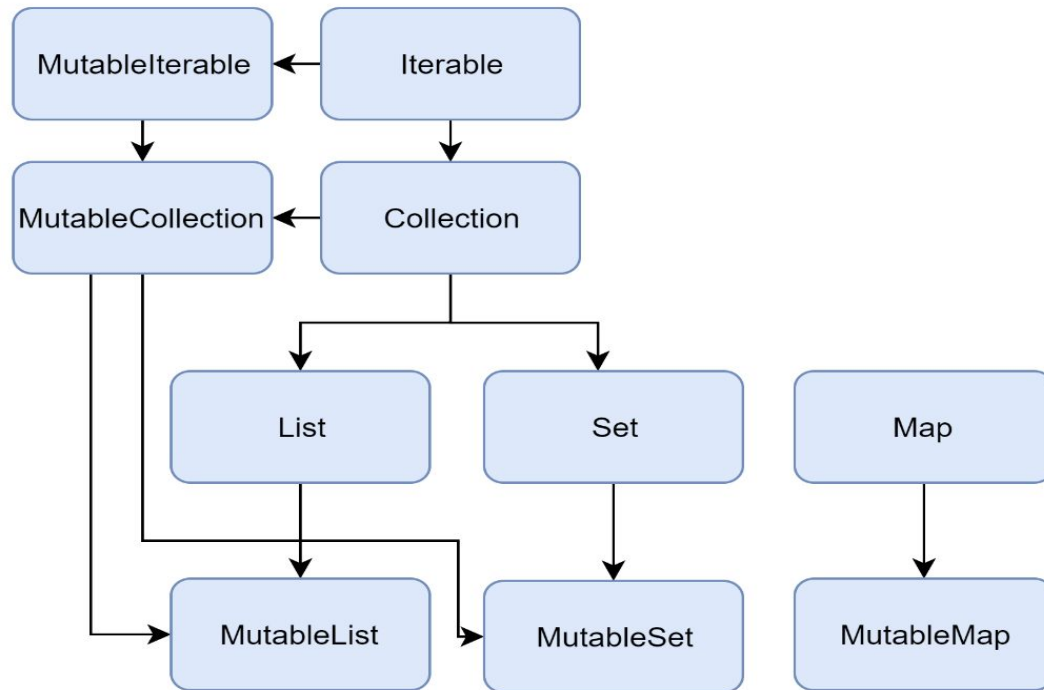 MutableIterable
Iterable
MutableCollection
Collection
List
Set
Map
MutableList
MutableSet
MutableMap